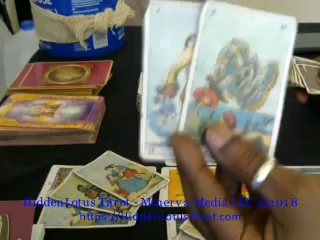 HiddenLotus Tarot - Minerva Media LLC ©2018
https://hiddenlotustarot.com